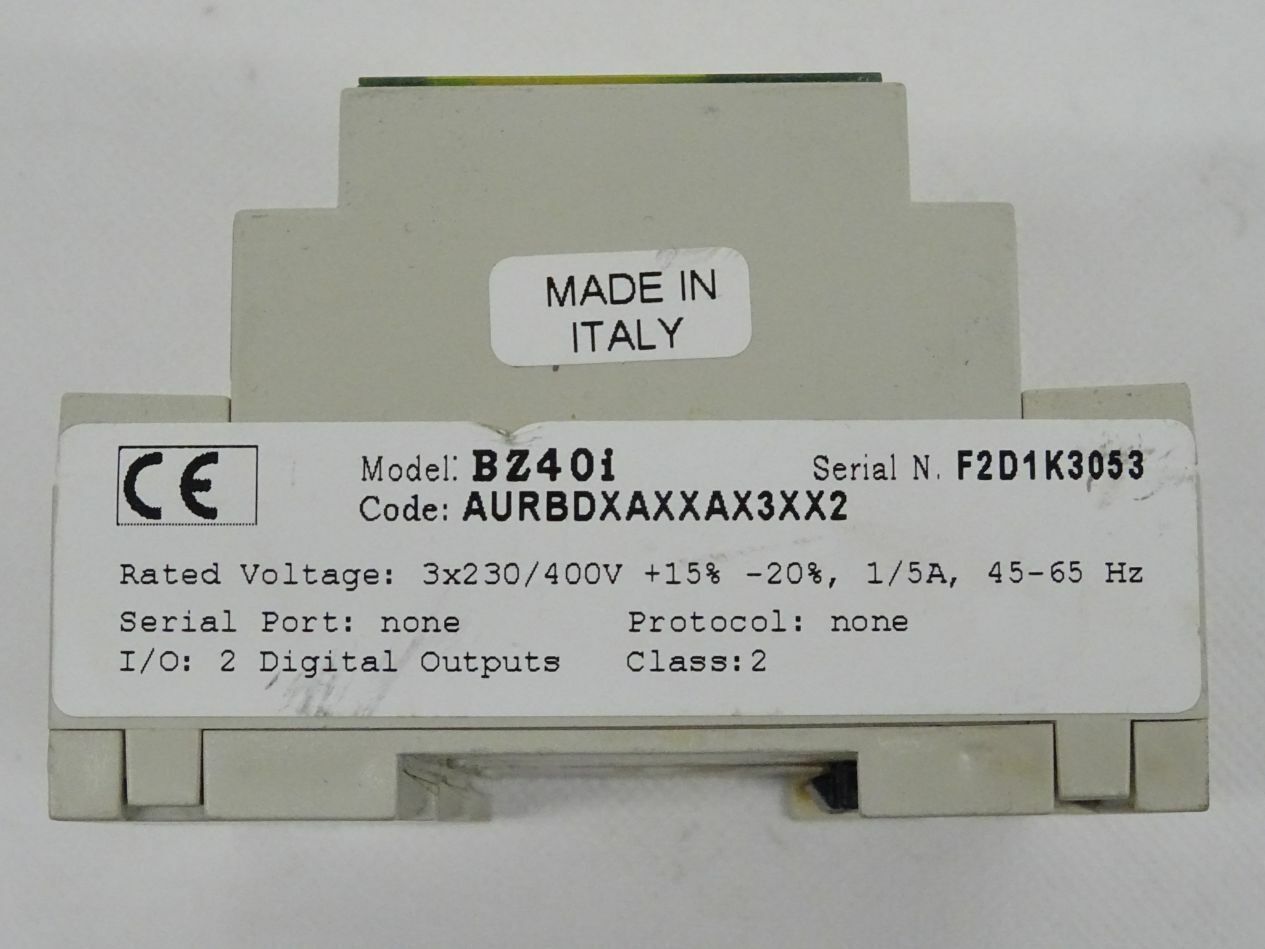 MADE IN
ITALY
CE Model: BZ40i Serial N. F2D1K3053
Code: AURBDXAXXAX3XX2
Rated Voltage: 3x230/400V +15% -20%, 1/5A, 45-65 Hz
Serial Port: none Protocol: none
I/O: 2 Digital Outputs Class:2